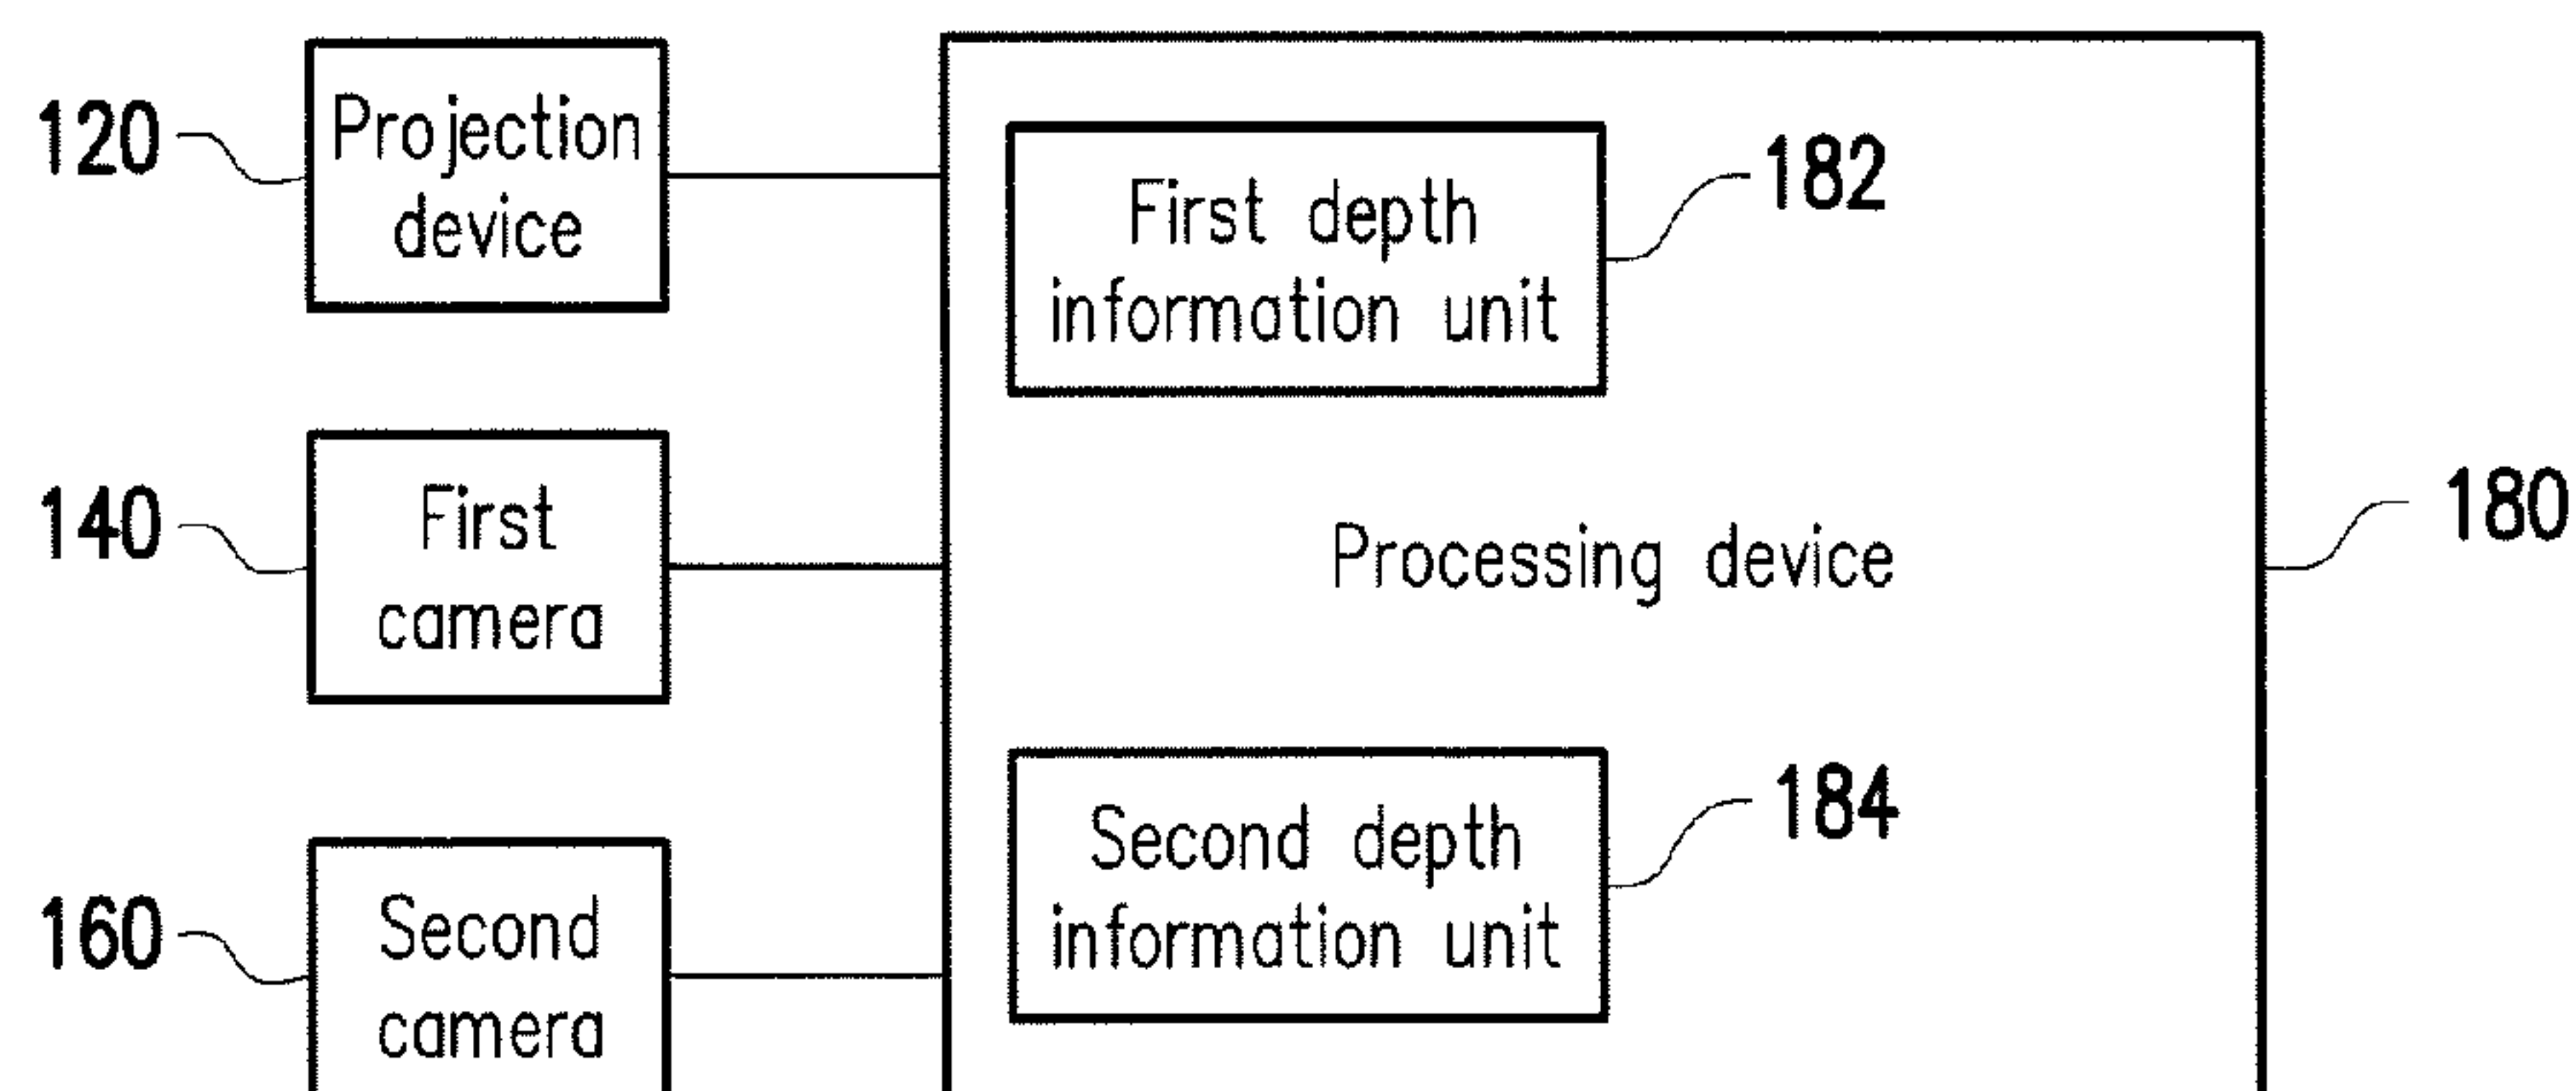 120
Projection
device
First depth
information unit
182
140
First
camera
Processing device
180
160
Second
camera
Second depth
information unit
184